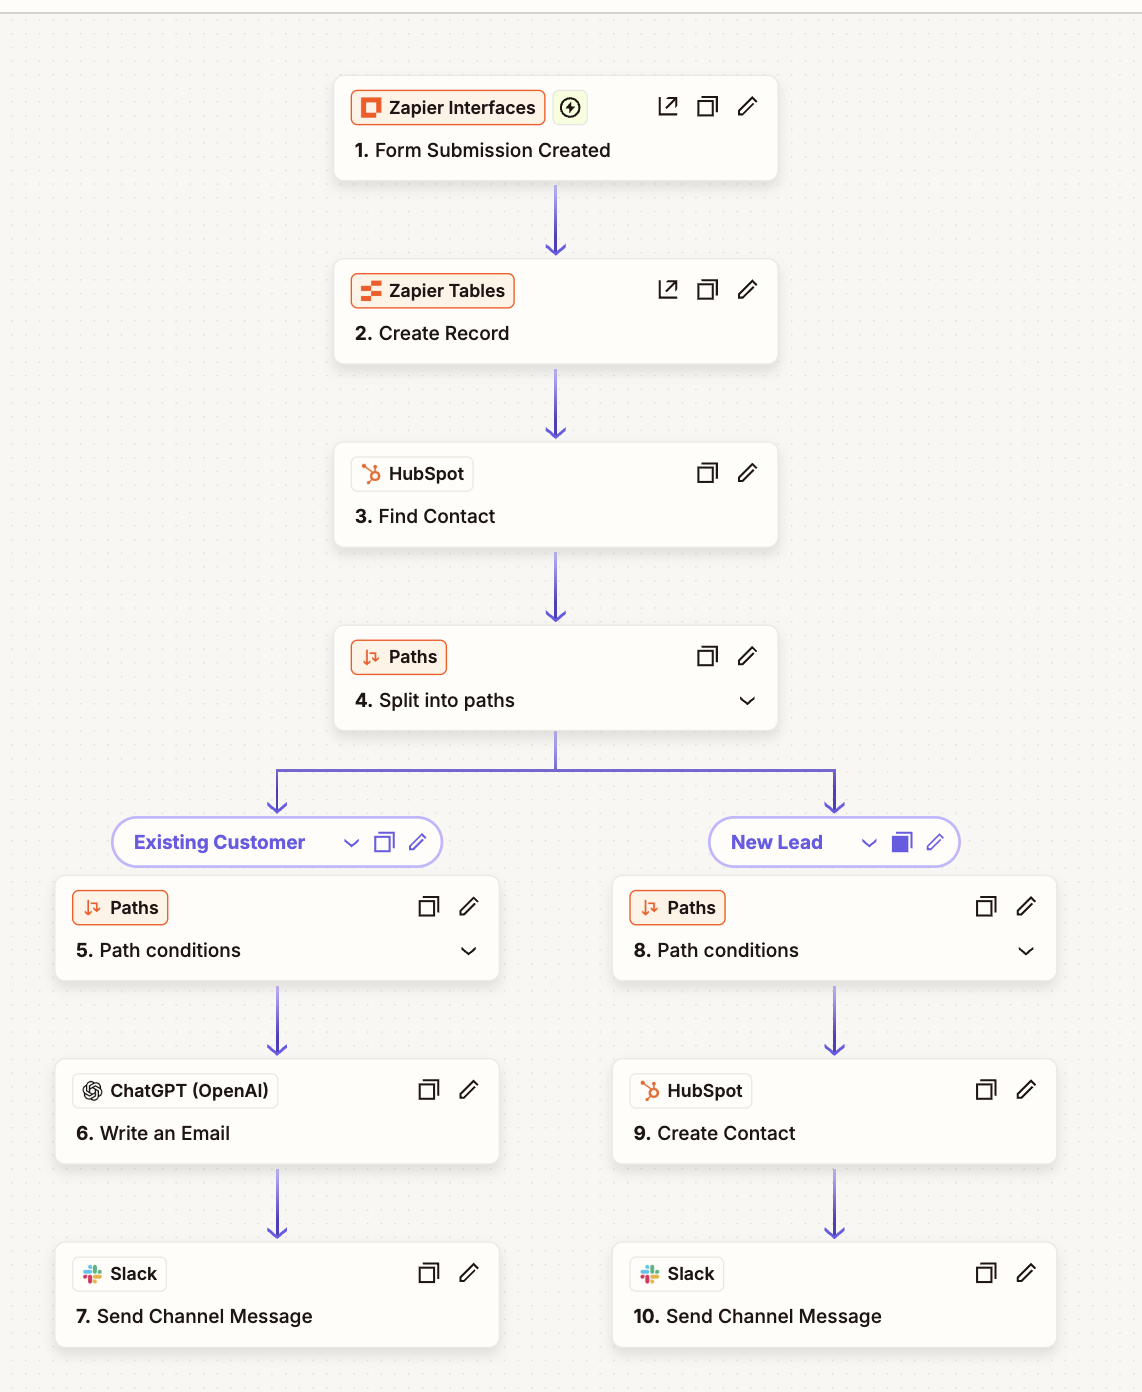 Zapier Interfaces
1. Form Submission Created
Zapier Tables
2. Create Record
HubSpot
3. Find Contact
Paths
4. Split into paths
Existing Customer
Paths
5. Path conditions
ChatGPT (OpenAI)
6. Write an Email
Slack
7. Send Channel Message
New Lead
Paths
8. Path conditions
HubSpot
9. Create Contact
Slack
10. Send Channel Message